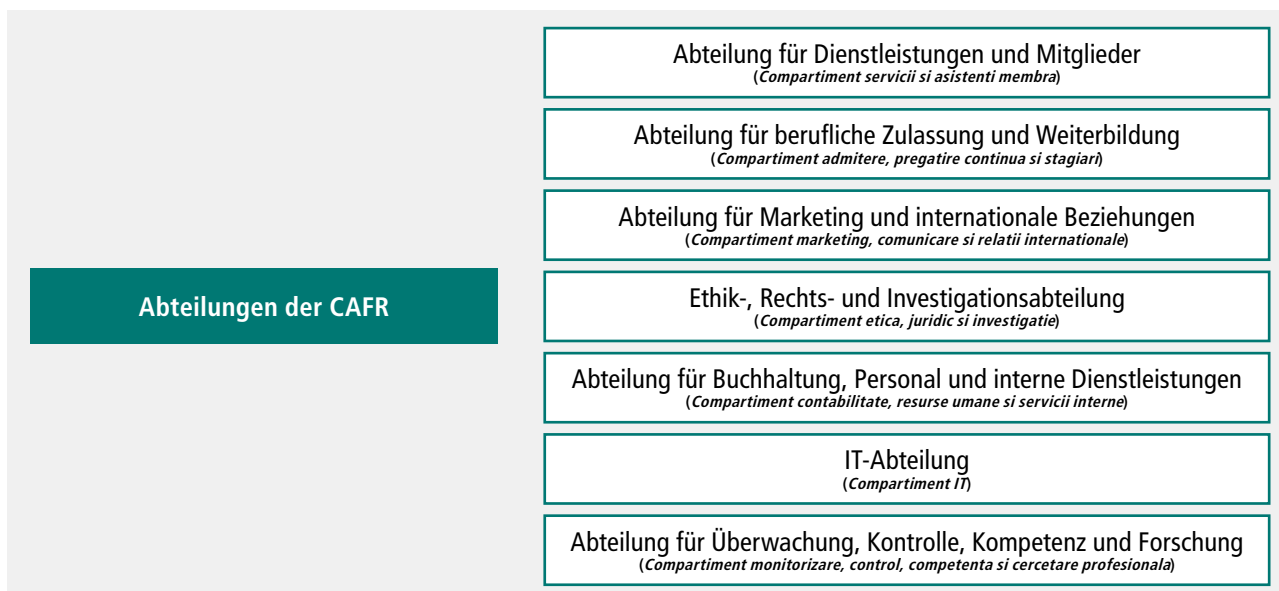 Abteilungen der CAFR
Abteilung für Dienstleistungen und Mitglieder
(Compartiment servicii si asistenti membra)
Abteilung für berufliche Zulassung und Weiterbildung
(Compartiment admitere, pregatire continua si stagiari)
Abteilung für Marketing und internationale Beziehungen
(Compartiment marketing, comunicare si relatii internationale)
Ethik-, Rechts- und Investigationsabteilung
(Compartiment etica, juridic si investigatie)
Abteilung für Buchhaltung, Personal und interne Dienstleistungen
(Compartiment contabilitate, resurse umane si servicii interne)
IT-Abteilung
(Compartiment IT)
Abteilung für Überwachung, Kontrolle, Kompetenz und Forschung
(Compartiment monitorizare, control, competenta si cercetare profesionala)